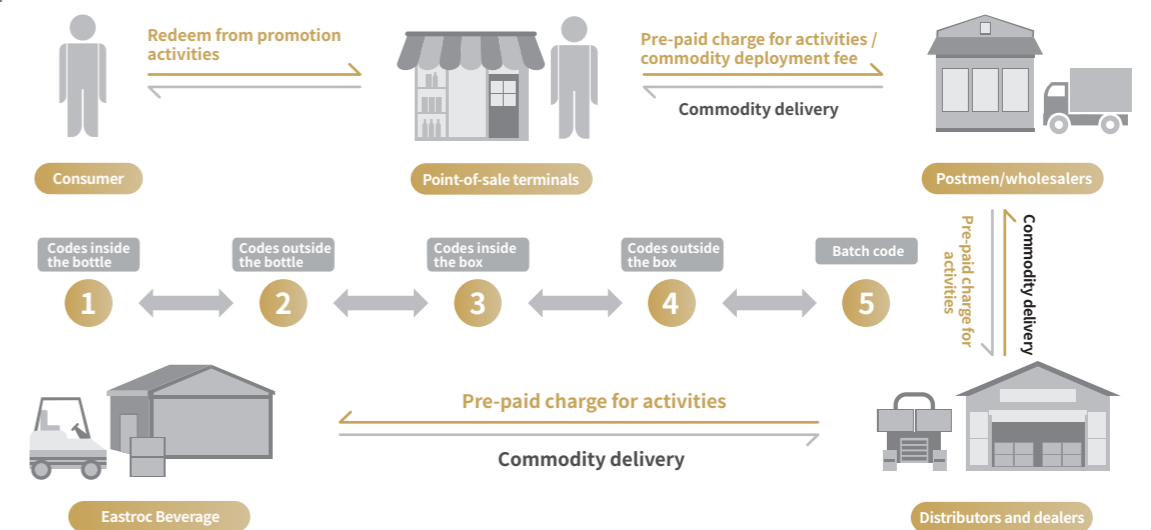 Redeem from promotion
activities
Pre-paid charge for activities /
commodity deployment fee
Commodity delivery
Consumer
Point-of-sale terminals
Postmen/wholesalers
Codes inside
the bottle
Codes outside
the bottle
Codes inside
the box
Codes outside
the box
Batch code
1
2
3
4
5
Pre-paid charge for
activities
Commodity delivery
Pre-paid charge for activities
Commodity delivery
Eastroc Beverage
Distributors and dealers